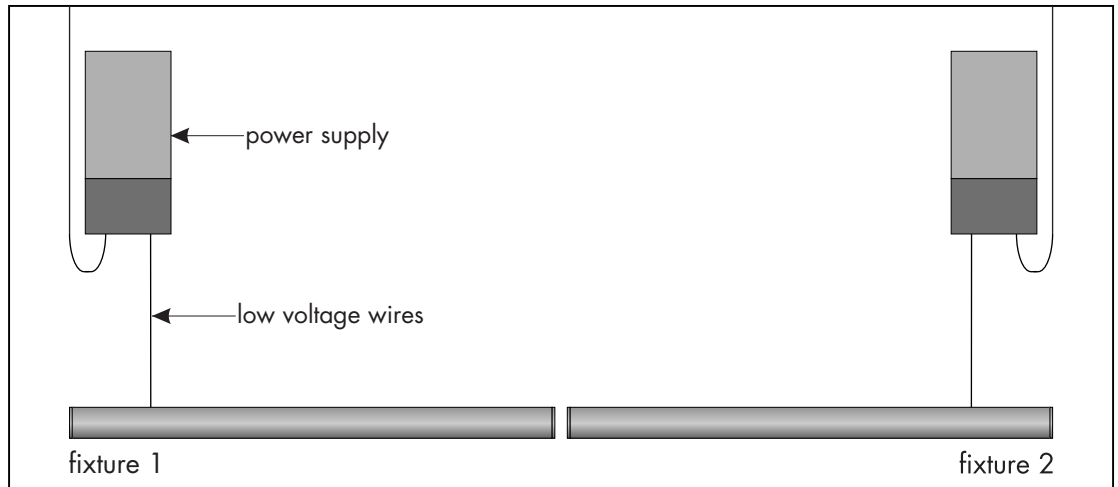 power supply
low voltage wires
fixture 1
fixture 2